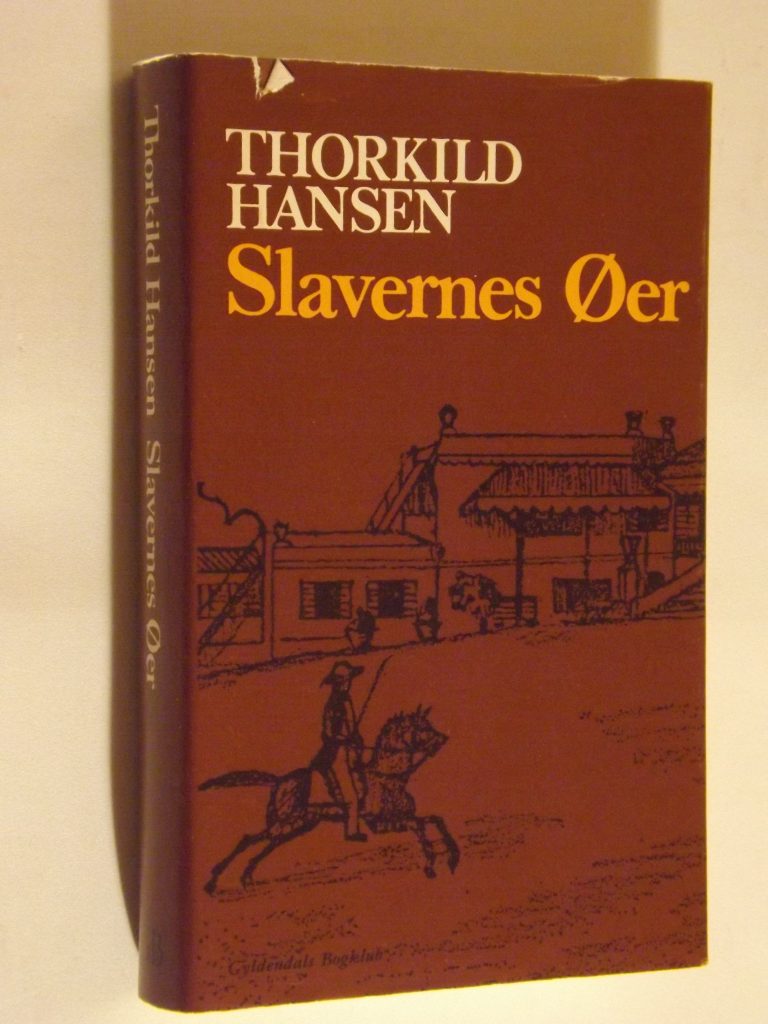 THORKILD
HANSEN
Slavernes Øer
Gyldendals Bogklub
Thorkild Hansen Slavernes Øer